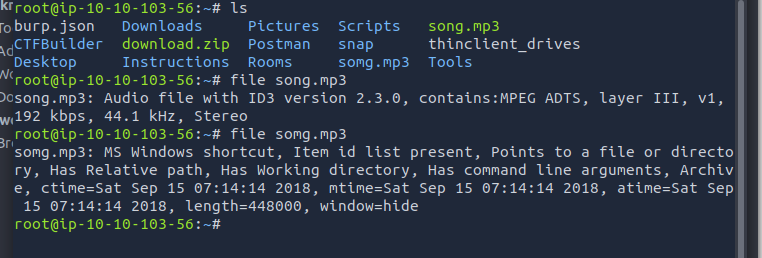 root@ip-10-10-103-56:~# ls
burp.json   Downloads     Pictures  Scripts   song.mp3
CTFBuilder  download.zip  Postman   snap      thinclient_drives
Desktop     Instructions  Rooms     somg.mp3  Tools
root@ip-10-10-103-56:~# file song.mp3
song.mp3: Audio file with ID3 version 2.3.0, contains:MPEG ADTS, layer III, v1,
192 kbps, 44.1 kHz, Stereo
root@ip-10-10-103-56:~# file somg.mp3
somg.mp3: MS Windows shortcut, Item id list present, Points to a file or directo
ry, Has Relative path, Has Working directory, Has command line arguments, Archiv
e, ctime=Sat Sep 15 07:14:14 2018, mtime=Sat Sep 15 07:14:14 2018, atime=Sat Sep
 15 07:14:14 2018, length=448000, window=hide
root@ip-10-10-103-56:~#